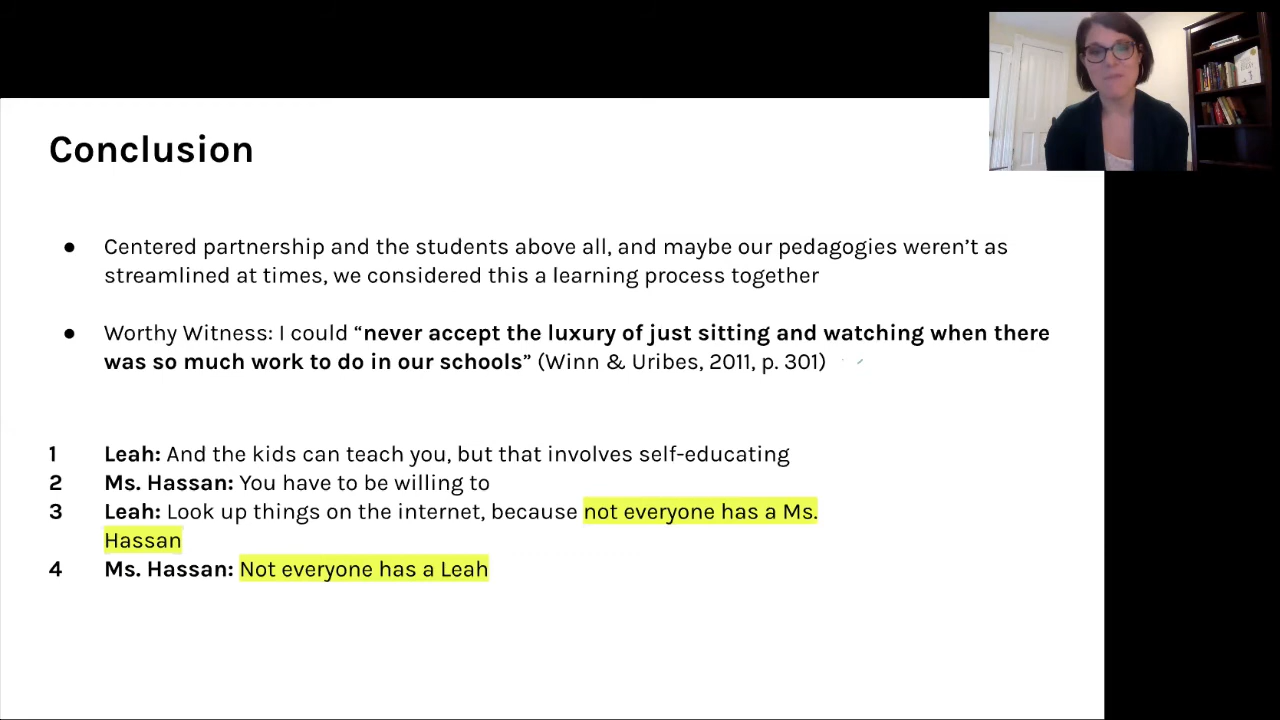 Conclusion
● Centered partnership and the students above all, and maybe our pedagogies weren't as
streamlined at times, we considered this a learning process together
● Worthy Witness: I could “never accept the luxury of just sitting and watching when there
was so much work to do in our schools” (Winn & Uribes, 2011, p. 301)
1 Leah: And the kids can teach you, but that involves self-educating
2 Ms. Hassan: You have to be willing to
3 Leah: Look up things on the internet, because not everyone has a Ms.
Hassan
4 Ms. Hassan: Not everyone has a Leah